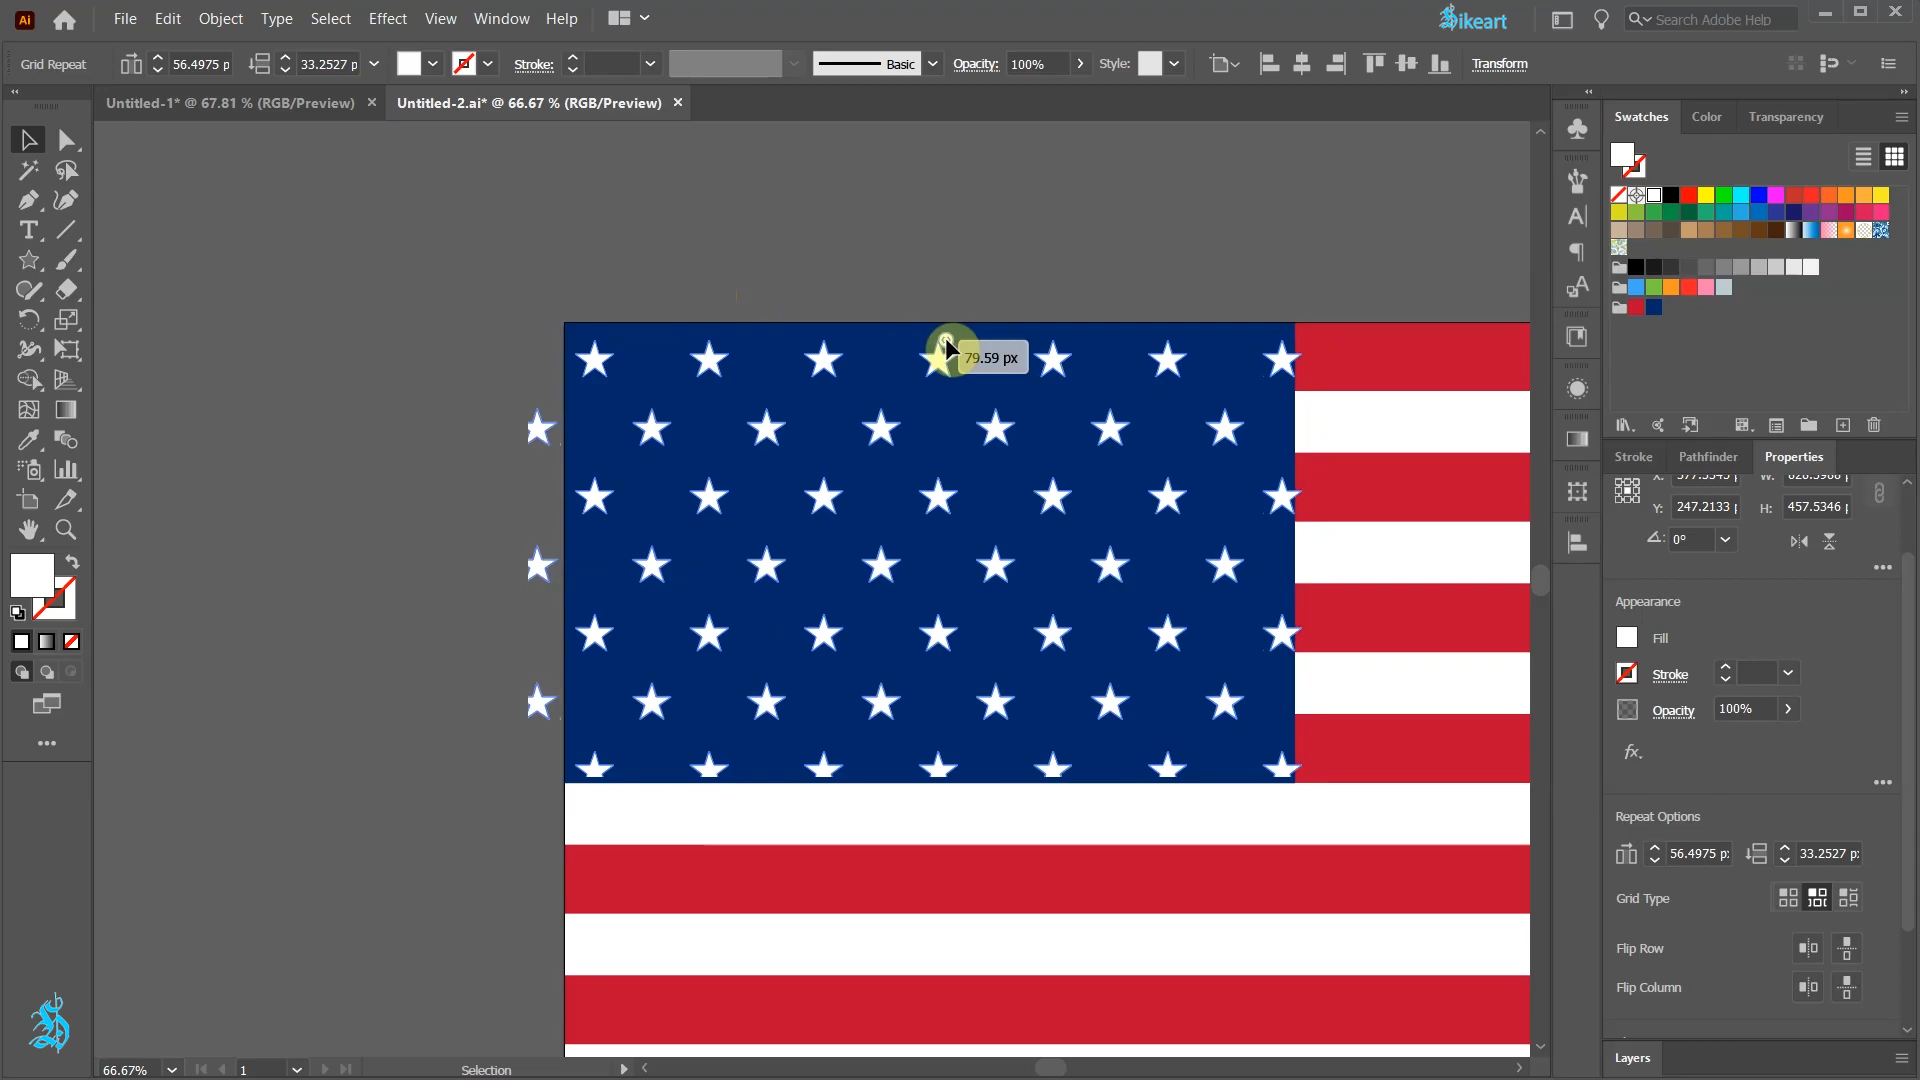 Ai File Edit Object Type Select Effect View Window Help
Sikeart
Search Adobe Help
Grid Repeat 56.4975 p 33.2527 p Stroke: Basic Opacity: 100% Style: Transform
Untitled-1* @ 67.81 % (RGB/Preview) × Untitled-2.ai* @ 66.67 % (RGB/Preview) ×
Swatches Color Transparency
79.59 px
Stroke Pathfinder Properties
Y: 247.2133 H: 457.5346
0°
Appearance
Fill
Stroke
Opacity 100%
fx.
Repeat Options
56.4975 px 33.2527 p
Grid Type
Flip Row
Flip Column
Layers
66.67% 1 Selection